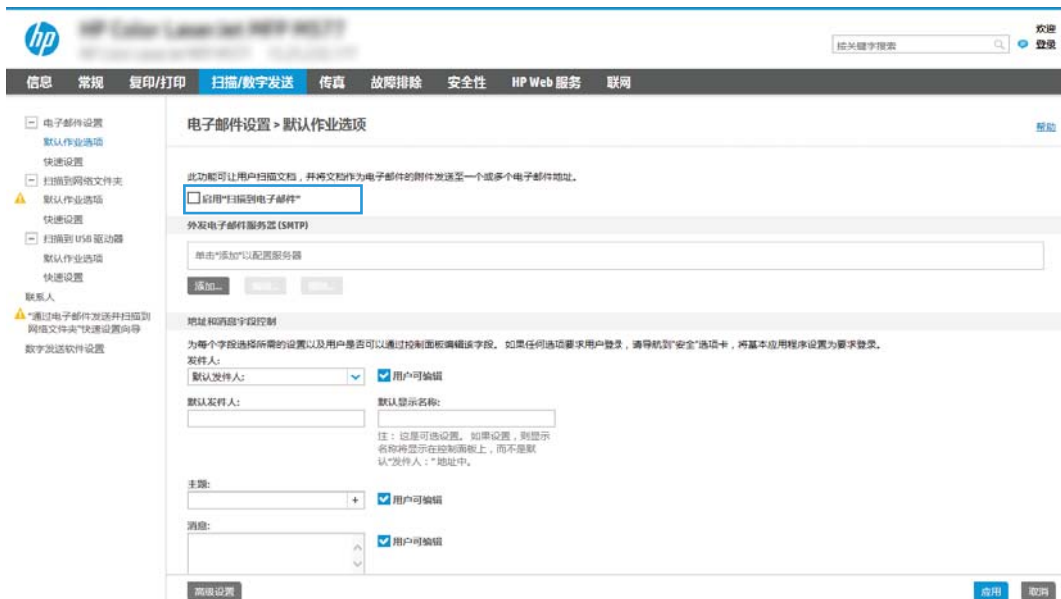 hp
欢迎
按关键字搜索
登录
信息 常规 复印/打印 扫描/数字发送 传真 故障排除 安全性 HP Web 服务 联网
电子邮件设置
默认作业选项
快速设置
扫描到网络文件夹
默认作业选项
快速设置
扫描到 USB 驱动器
默认作业选项
快速设置
联系人
“通过电子邮件发送并扫描到
网络文件夹”快速设置向导
数字发送软件设置
电子邮件设置 > 默认作业选项
帮助
此功能可让用户扫描文档，并将文档作为电子邮件的附件发送至一个或多个电子邮件地址。
启用“扫描到电子邮件”
外发电子邮件服务器 (SMTP)
单击“添加”以配置服务器
添加...
地址和消息字段控制
为每个字段选择所需的设置以及用户是否可以通过控制面板编辑该字段。 如果任何选项要求用户登录，请导航到“安全”选项卡，将基本应用程序设置为要求登录。
发件人:
默认发件人: 用户可编辑
默认发件人: 默认显示名称:
注：这是可选设置。 如果设置，则显示
名称将显示在控制面板上，而不是默
认“发件人：”地址中。
主题:
+ 用户可编辑
消息:
用户可编辑
高级设置 应用 取消